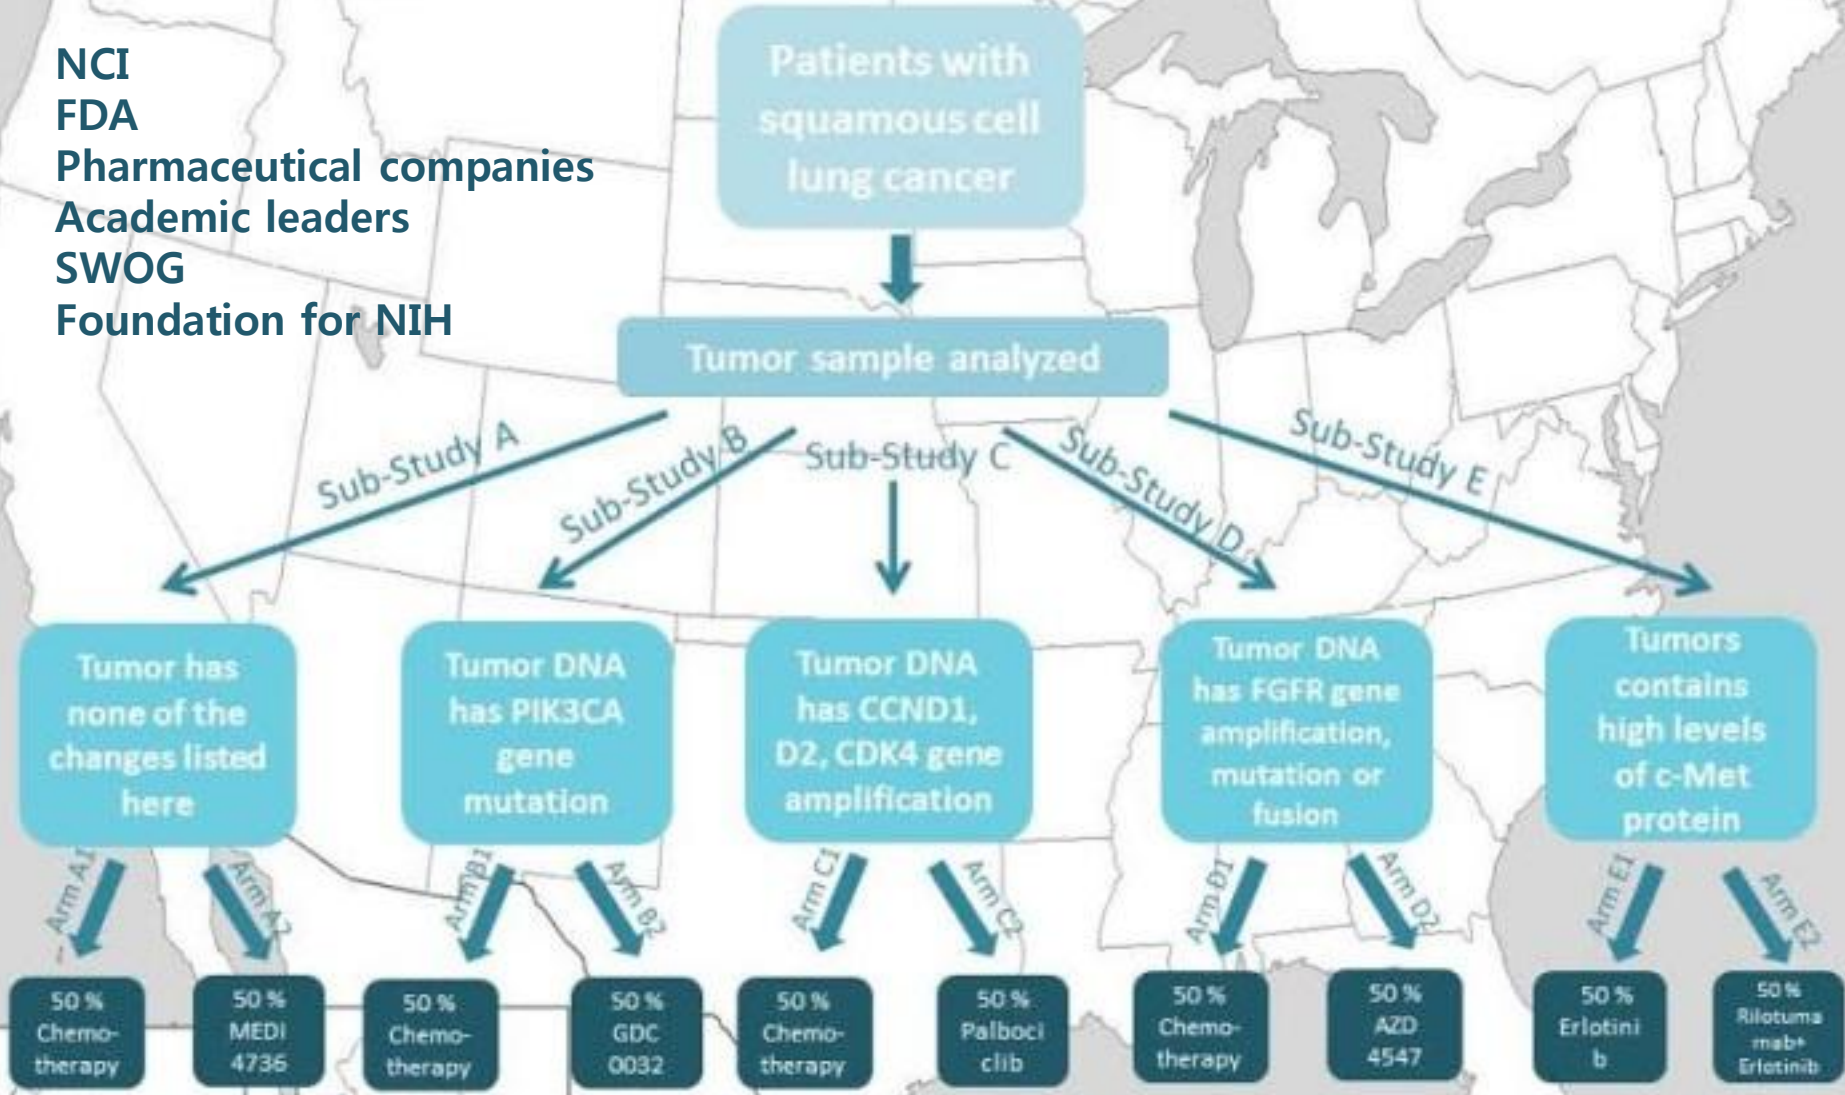 NCI
FDA
Pharmaceutical companies
Academic leaders
SWOG
Foundation for NIH
Patients with
squamous cell
lung cancer
Tumor sample analyzed
Sub-Study A
Sub-Study B
Sub-Study C
Sub-Study D
Sub-Study E
Tumor has
none of the
changes listed
here
Tumor DNA
has PIK3CA
gene
mutation
Tumor DNA
has CCND1,
D2, CDK4 gene
amplification
Tumor DNA
has FGFR gene
amplification,
mutation or
fusion
Tumors
contains
high levels
of c-Met
protein
Arm A1
Arm A2
Arm B1
Arm B2
Arm C1
Arm C2
Arm D1
Arm D2
Arm E1
Arm E2
50 %
Chemo-
therapy
50 %
MEDI
4736
50 %
Chemo-
therapy
50 %
GDC
0032
50 %
Chemo-
therapy
50 %
Palboci
clib
50 %
Chemo-
therapy
50 %
AZD
4547
50 %
Erlotini
b
50 %
Rilotuma
mab+
Erlotinib